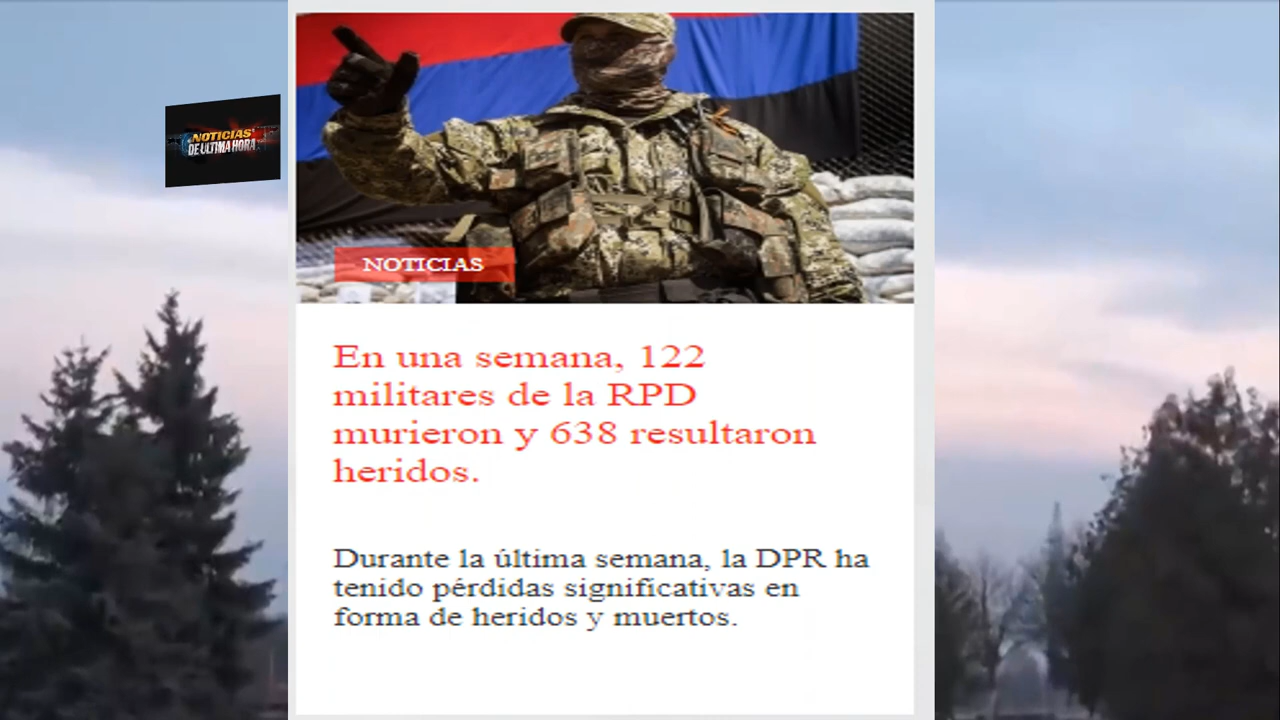 NOTICIAS
DE ULTIMA HORA
NOTICIAS
En una semana, 122
militares de la RPD
murieron y 638 resultaron
heridos.
Durante la última semana, la DPR ha
tenido pérdidas significativas en
forma de heridos y muertos.